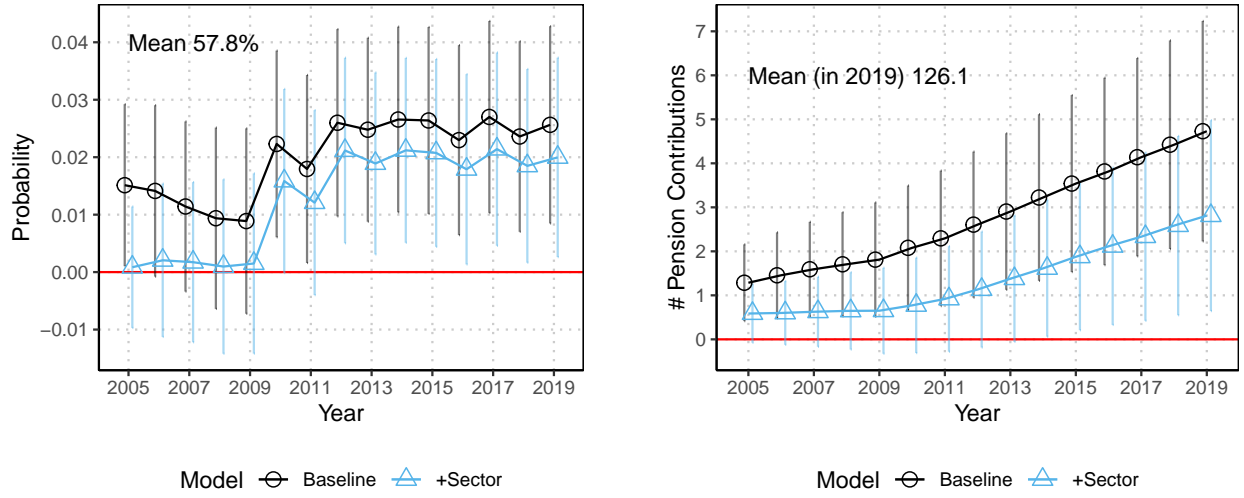 Mean 57.8%
0.04
0.03
0.02
0.01
0.00
−0.01
Probability
2005 2007 2009 2011 2013 2015 2017 2019
Year
Model Baseline +Sector
Mean (in 2019) 126.1
7
6
5
4
3
2
1
0
# Pension Contributions
2005 2007 2009 2011 2013 2015 2017 2019
Year
Model Baseline +Sector